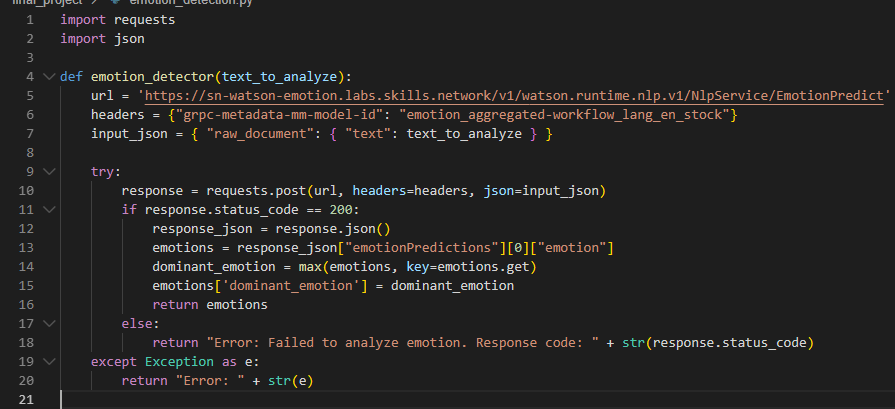 final_project > emotion_detector.py
1 import requests
2 import json
3
4 def emotion_detector(text_to_analyze):
5     url = 'https://sn-watson-emotion.labs.skills.network/v1/watson.runtime.nlp.v1/NlpService/EmotionPredict'
6     headers = {"grpc-metadata-mm-model-id": "emotion_aggregated-workflow_lang_en_stock"}
7     input_json = { "raw_document": { "text": text_to_analyze } }
8
9     try:
10         response = requests.post(url, headers=headers, json=input_json)
11         if response.status_code == 200:
12             response_json = response.json()
13             emotions = response_json["emotionPredictions"][0]["emotion"]
14             dominant_emotion = max(emotions, key=emotions.get)
15             emotions['dominant_emotion'] = dominant_emotion
16             return emotions
17         else:
18             return "Error: Failed to analyze emotion. Response code: " + str(response.status_code)
19     except Exception as e:
20         return "Error: " + str(e)
21